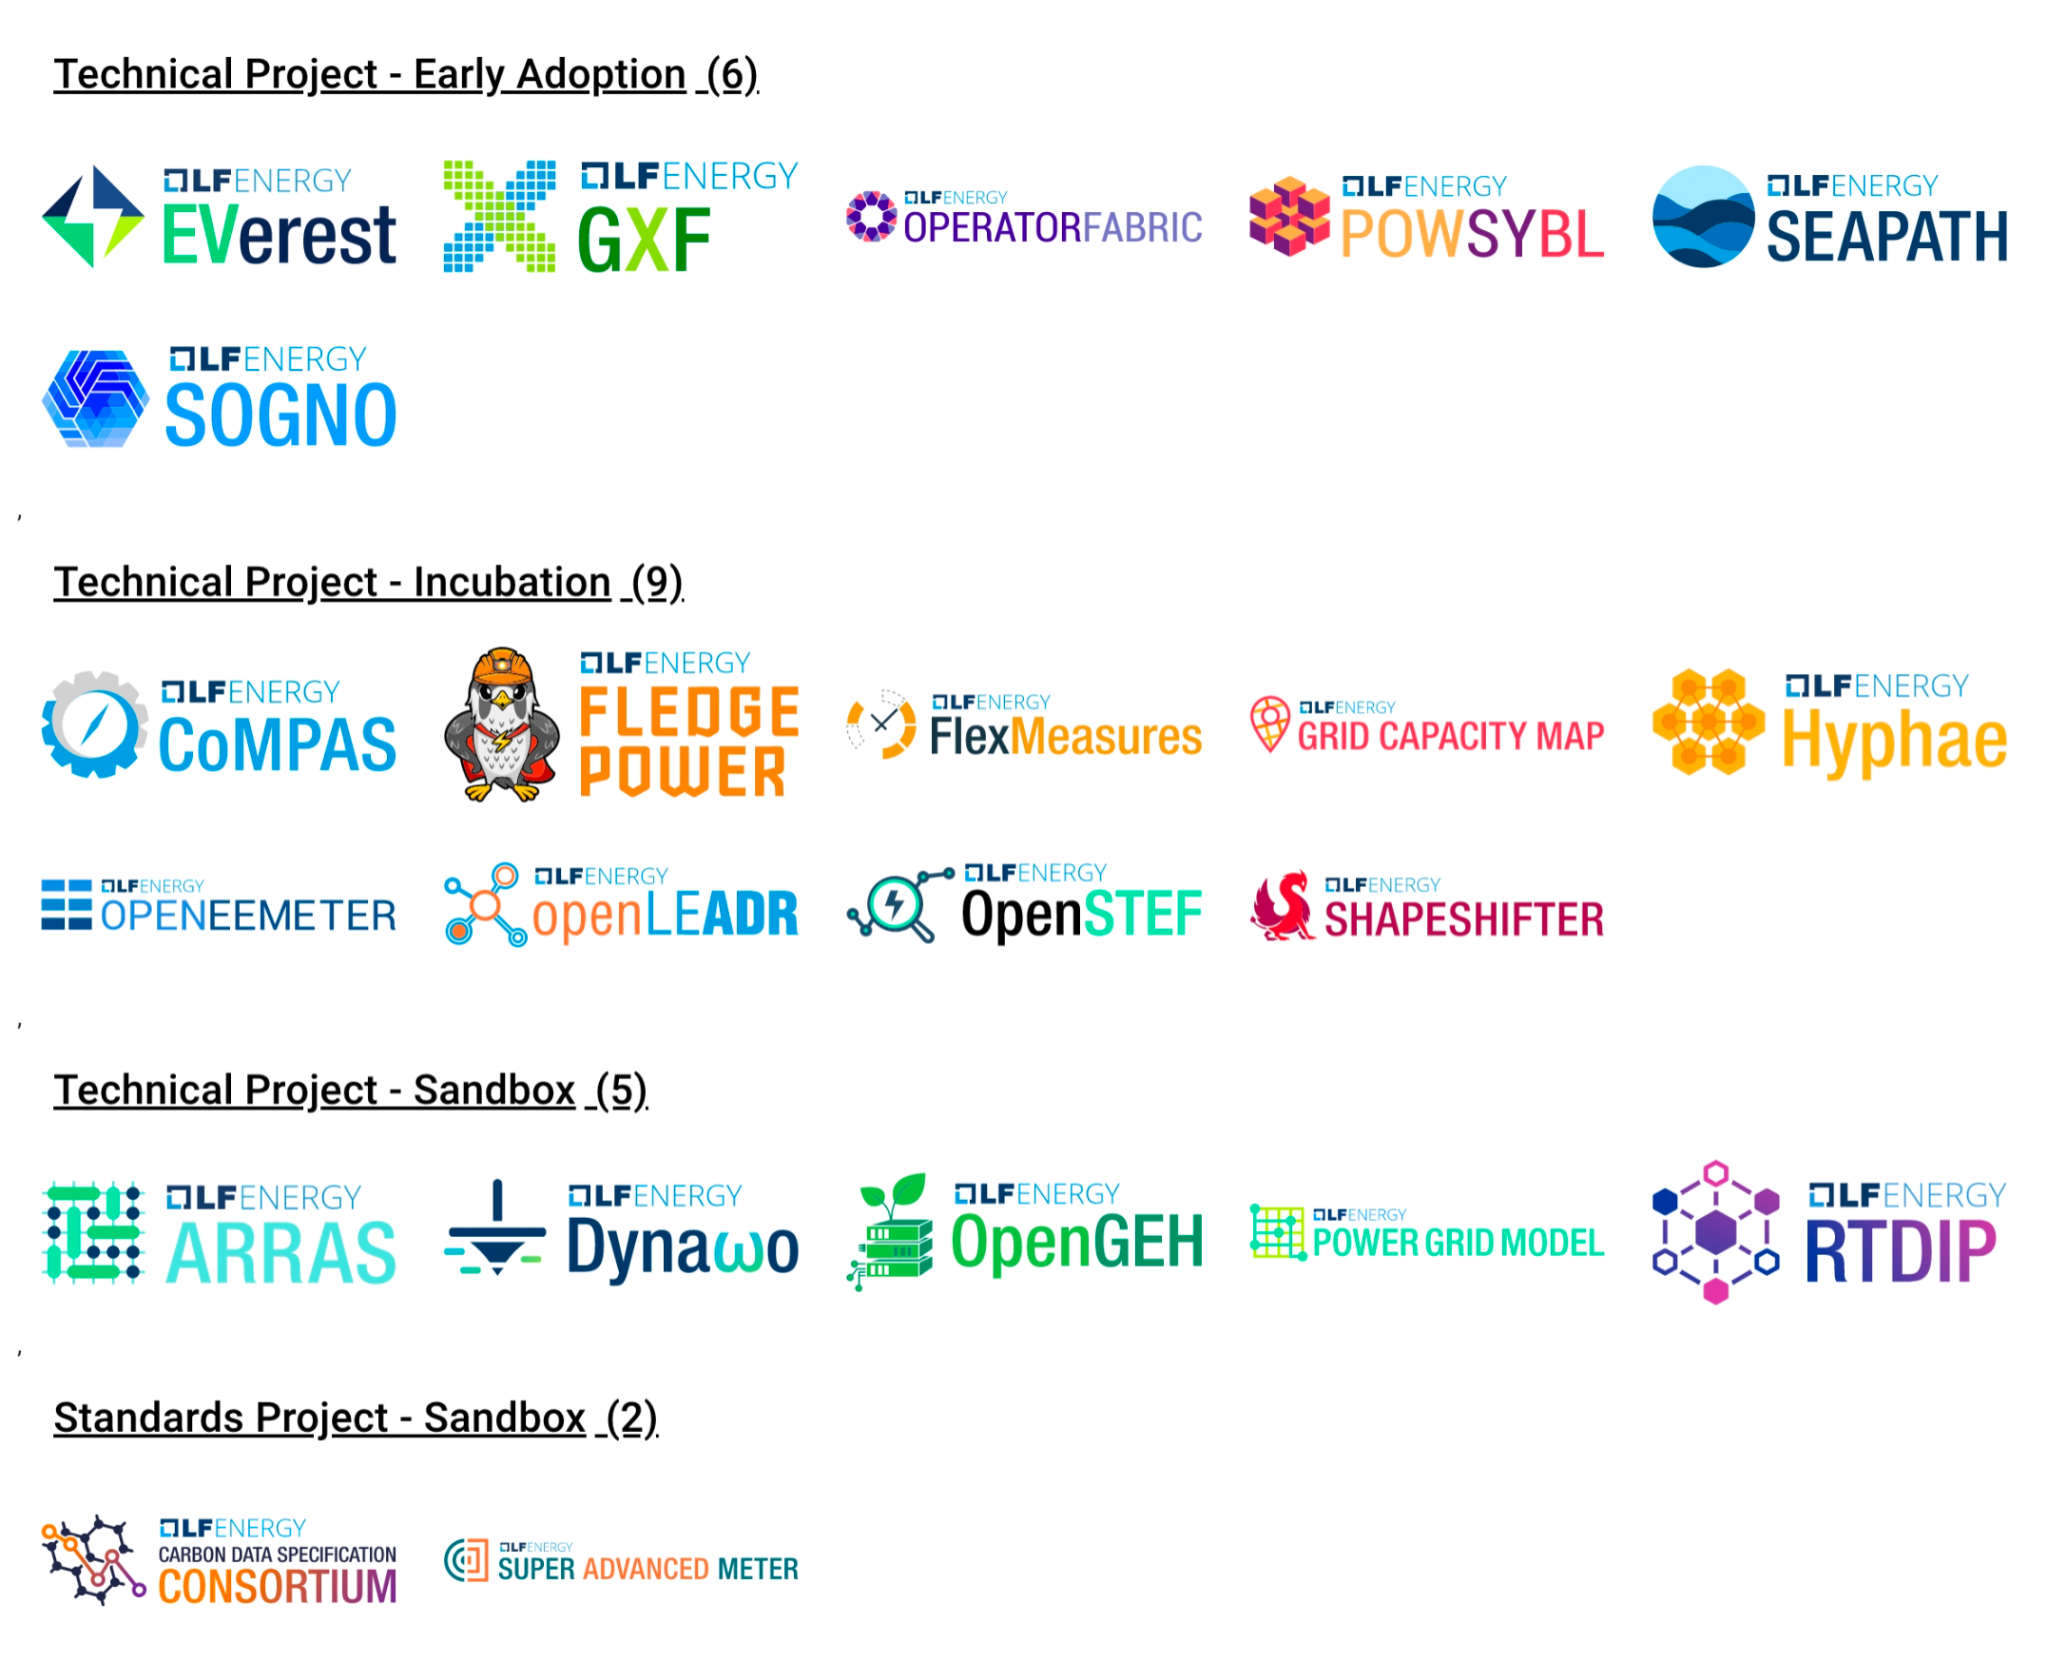 Technical Project - Early Adoption (6)
LFENERGY
EVerest
LFENERGY
GXF
LFENERGY
OPERATORFABRIC
LFENERGY
POWSYBL
LFENERGY
SEAPATH
LFENERGY
SOGNO
,
Technical Project - Incubation (9)
LFENERGY
CoMPAS
LFENERGY
FLEDGE
POWER
LFENERGY
FlexMeasures
LFENERGY
GRID CAPACITY MAP
LFENERGY
Hyphae
LFENERGY
OPENEEMETER
LFENERGY
openLEADR
LFENERGY
OpenSTEF
LFENERGY
SHAPESHIFTER
,
Technical Project - Sandbox (5)
LFENERGY
ARRAS
LFENERGY
Dynaωo
LFENERGY
OpenGEH
LFENERGY
POWER GRID MODEL
LFENERGY
RTDIP
,
Standards Project - Sandbox (2)
LFENERGY
CARBON DATA SPECIFICATION
CONSORTIUM
LFENERGY
SUPER ADVANCED METER